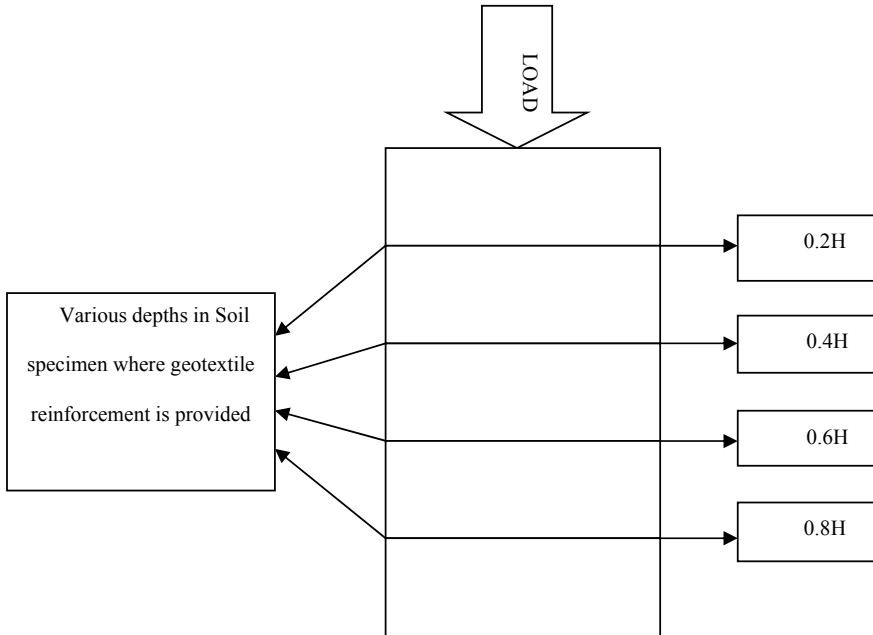 LOAD
0.2H
Various depths in Soil
specimen where geotextile
reinforcement is provided
0.4H
0.6H
0.8H